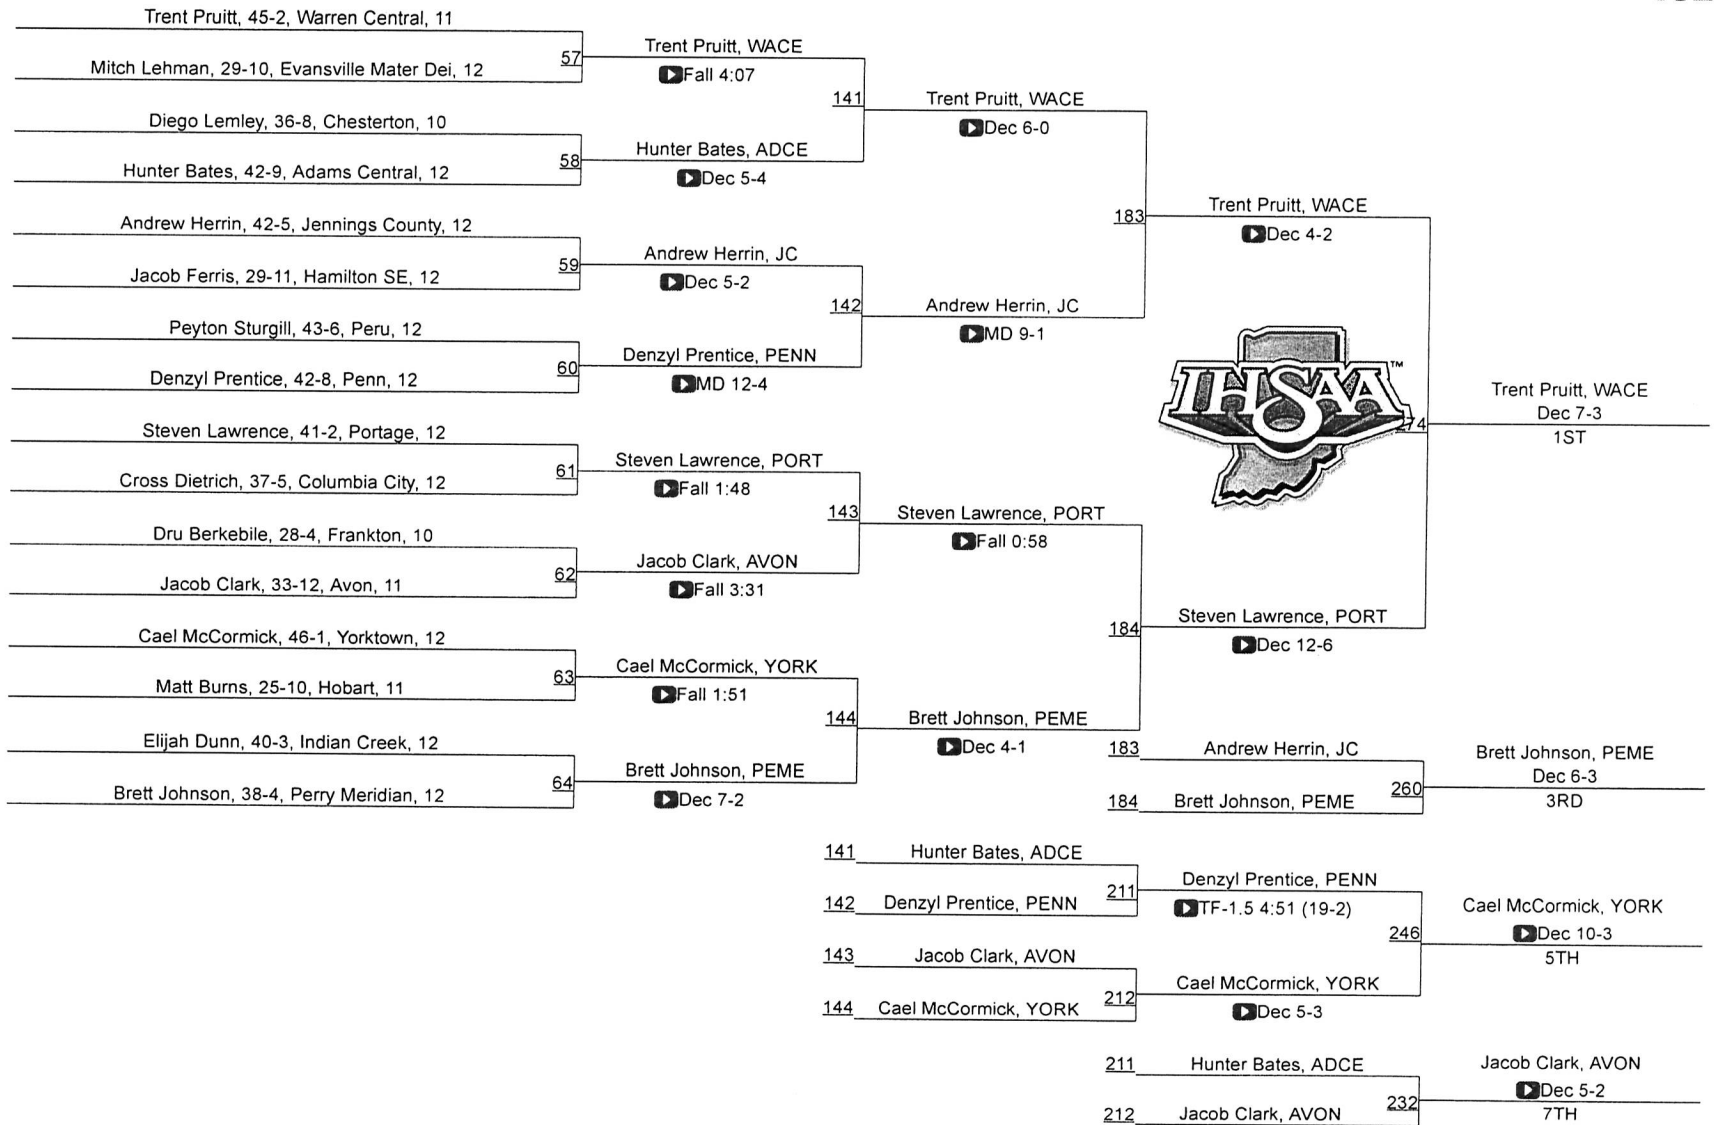 Trent Pruitt, 45-2, Warren Central, 11
57
Mitch Lehman, 29-10, Evansville Mater Dei, 12
Trent Pruitt, WACE
Fall 4:07
Diego Lemley, 36-8, Chesterton, 10
58
Hunter Bates, 42-9, Adams Central, 12
Hunter Bates, ADCE
Dec 5-4
141
Trent Pruitt, WACE
Dec 6-0
Andrew Herrin, 42-5, Jennings County, 12
59
Jacob Ferris, 29-11, Hamilton SE, 12
Andrew Herrin, JC
Dec 5-2
Peyton Sturgill, 43-6, Peru, 12
60
Denzyl Prentice, 42-8, Penn, 12
Denzyl Prentice, PENN
MD 12-4
142
Andrew Herrin, JC
MD 9-1
183
Trent Pruitt, WACE
Dec 4-2
Steven Lawrence, 41-2, Portage, 12
61
Cross Dietrich, 37-5, Columbia City, 12
Steven Lawrence, PORT
Fall 1:48
Dru Berkebile, 28-4, Frankton, 10
62
Jacob Clark, 33-12, Avon, 11
Jacob Clark, AVON
Fall 3:31
143
Steven Lawrence, PORT
Fall 0:58
Cael McCormick, 46-1, Yorktown, 12
63
Matt Burns, 25-10, Hobart, 11
Cael McCormick, YORK
Fall 1:51
Elijah Dunn, 40-3, Indian Creek, 12
64
Brett Johnson, 38-4, Perry Meridian, 12
Brett Johnson, PEME
Dec 7-2
144
Brett Johnson, PEME
Dec 4-1
184
Steven Lawrence, PORT
Dec 12-6
IHSAA™
274
Trent Pruitt, WACE
Dec 7-3
1ST
183
Andrew Herrin, JC
184
Brett Johnson, PEME
260
Brett Johnson, PEME
Dec 6-3
3RD
141
Hunter Bates, ADCE
142
Denzyl Prentice, PENN
211
Denzyl Prentice, PENN
TF-1.5 4:51 (19-2)
143
Jacob Clark, AVON
144
Cael McCormick, YORK
212
Cael McCormick, YORK
Dec 5-3
246
Cael McCormick, YORK
Dec 10-3
5TH
211
Hunter Bates, ADCE
212
Jacob Clark, AVON
232
Jacob Clark, AVON
Dec 5-2
7TH